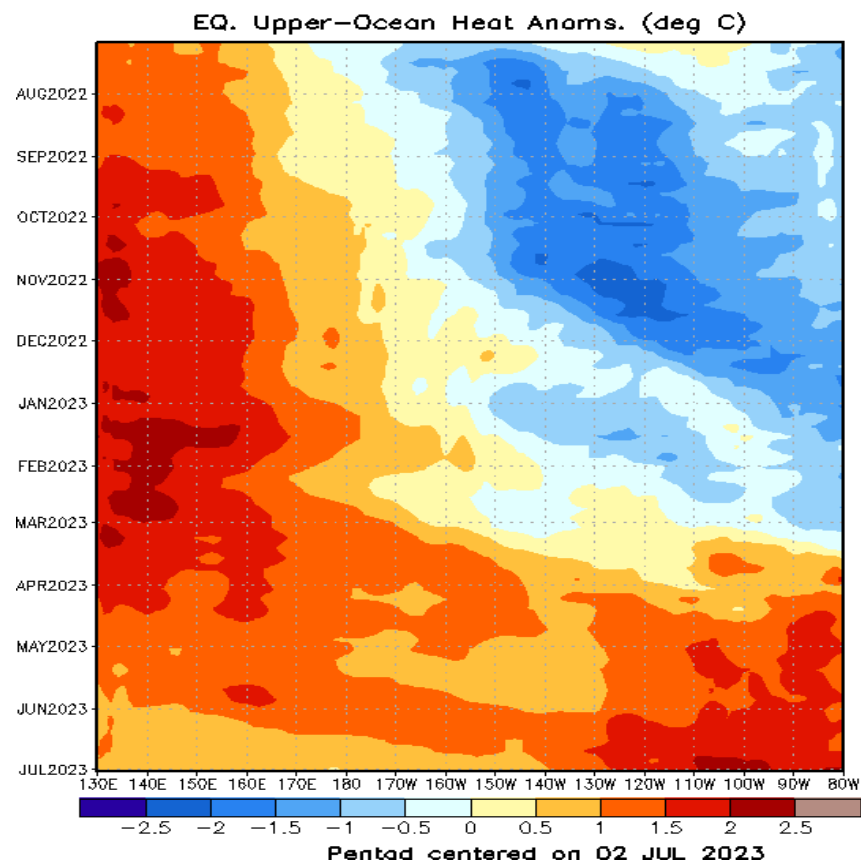 EQ. Upper-Ocean Heat Anoms. (deg C)
AUG2022
SEP2022
OCT2022
NOV2022
DEC2022
JAN2023
FEB2023
MAR2023
APR2023
MAY2023
JUN2023
JUL2023
130E 140E 150E 160E 170E 180 170W 160W 150W 140W 130W 120W 110W 100W 90W 80W
-2.5 -2 -1.5 -1 -0.5 0 0.5 1 1.5 2 2.5
Pentad centered on 02 JUL 2023